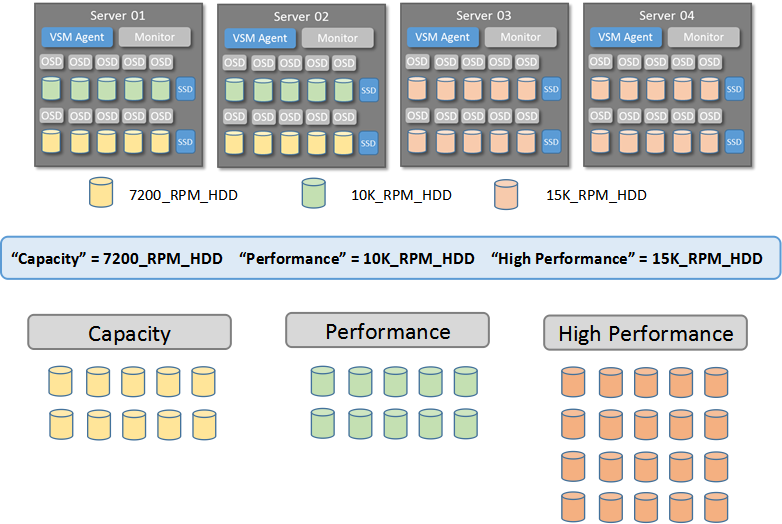 Server 01 Server 02 Server 03 Server 04
VSM Agent Monitor VSM Agent Monitor VSM Agent Monitor VSM Agent Monitor
OSD OSD OSD OSD OSD OSD OSD OSD OSD OSD OSD OSD OSD OSD OSD OSD OSD OSD OSD OSD
SSD SSD SSD SSD
OSD OSD OSD OSD OSD OSD OSD OSD OSD OSD OSD OSD OSD OSD OSD OSD OSD OSD OSD OSD
SSD SSD SSD SSD
7200_RPM_HDD 10K_RPM_HDD 15K_RPM_HDD
“Capacity” = 7200_RPM_HDD “Performance” = 10K_RPM_HDD “High Performance” = 15K_RPM_HDD
Capacity Performance High Performance